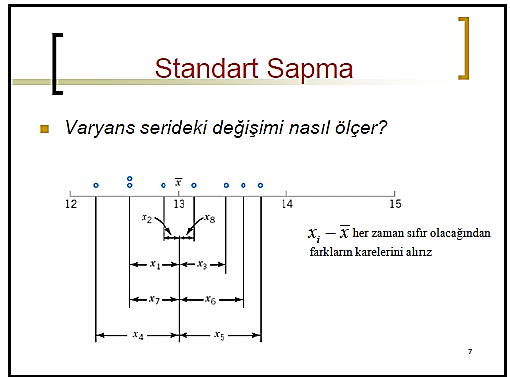 Standart Sapma
Varyans serideki değişimi nasıl ölçer?
x̅
12 13 14 15
x₂ x₈
x₁ x₃
x₇ x₆
x₄ x₅
xᵢ − x̅ her zaman sıfır olacağından
farkların karelerini alırız
7